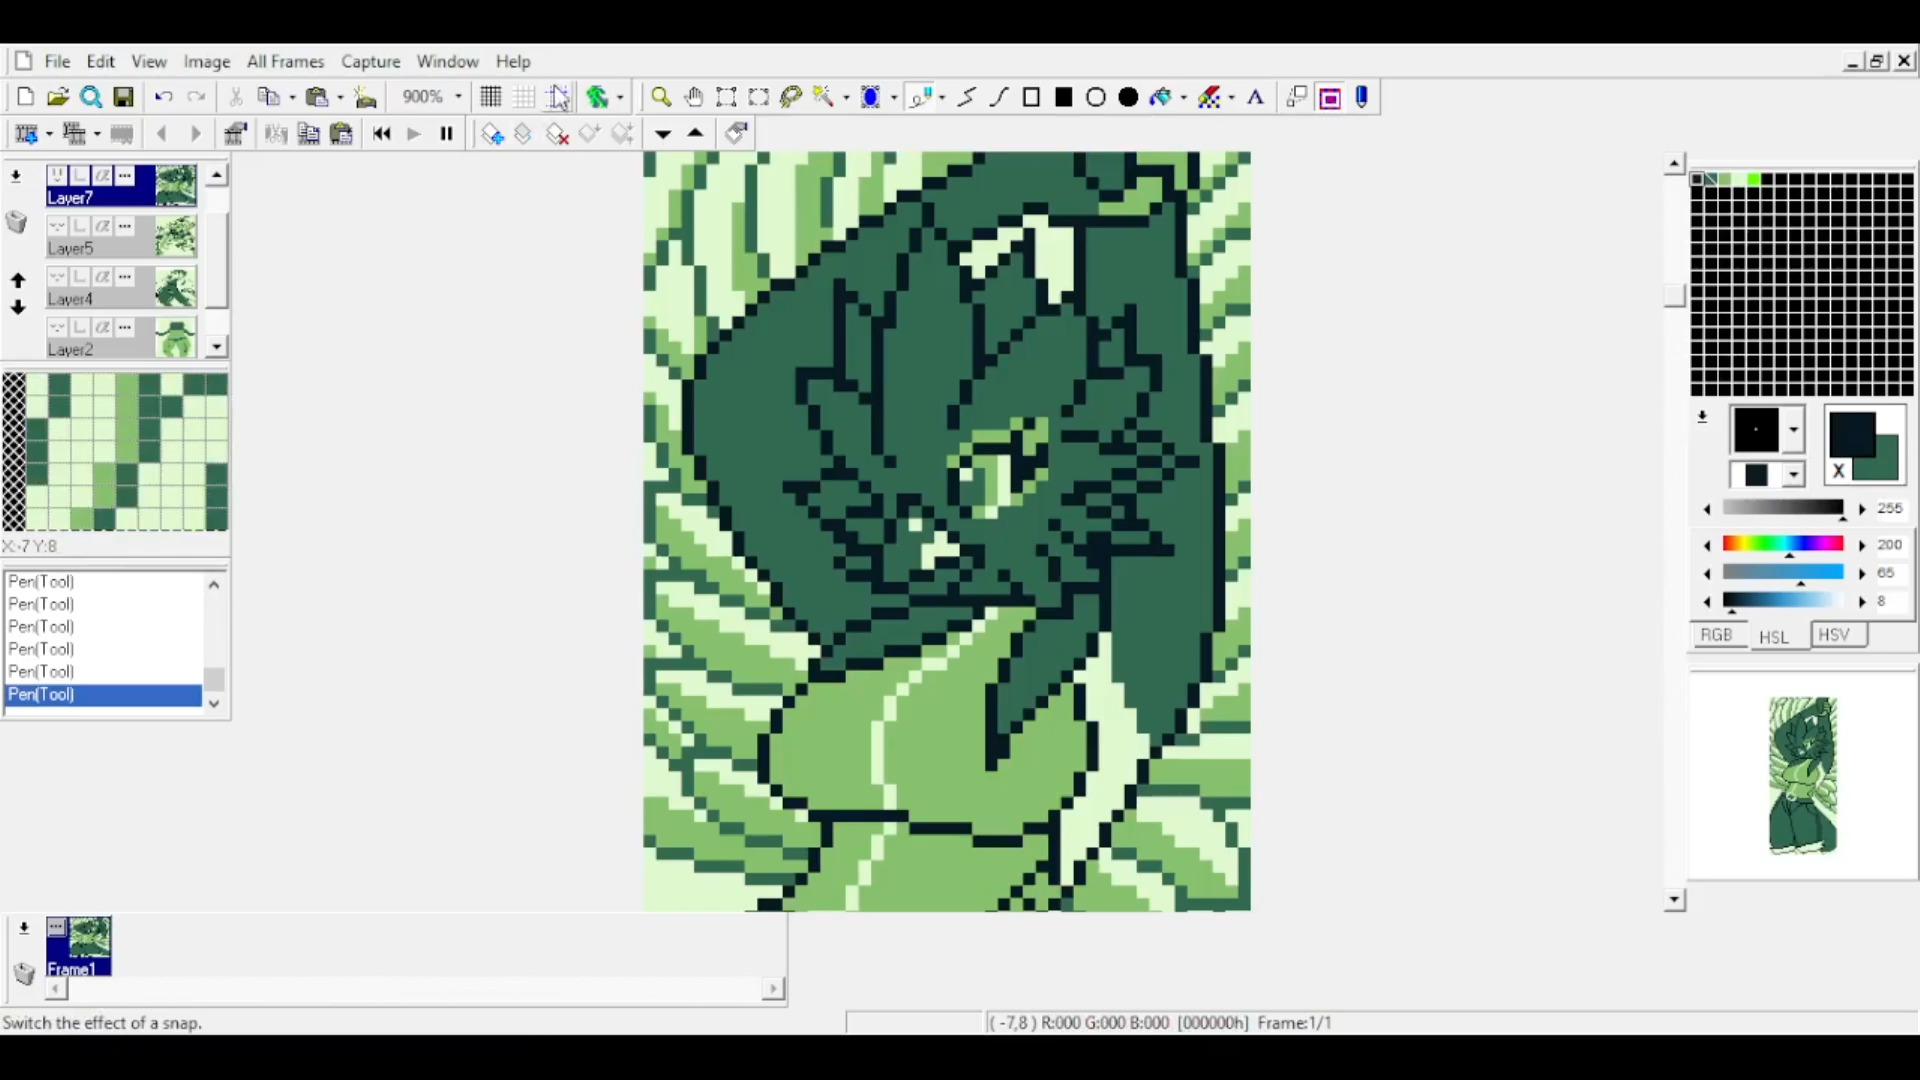 File Edit View Image All Frames Capture Window Help
900%
Layer7
Layer5
Layer4
Layer2
X:-7 Y:8
Pen(Tool)
Pen(Tool)
Pen(Tool)
Pen(Tool)
Pen(Tool)
Pen(Tool)
X
255
200
65
8
RGB HSL HSV
Frame1
Switch the effect of a snap.
( -7,8 ) R:000 G:000 B:000 [000000h] Frame:1/1